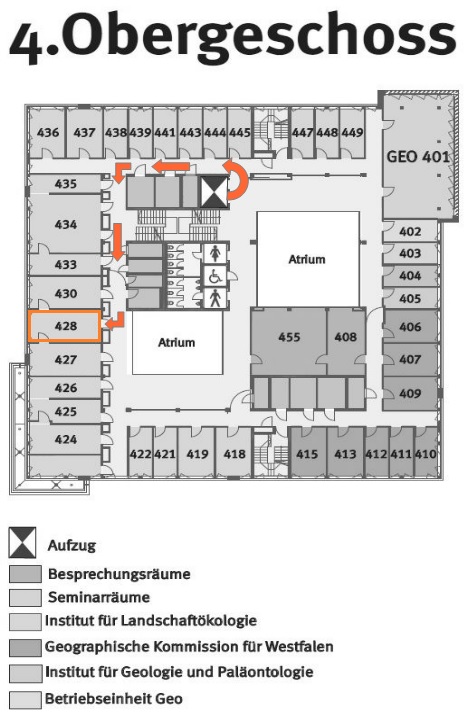 4.Obergeschoss
436 437 438 439 441 443 444 445 447 448 449
GEO 401
435
434
402
403
433
404
Atrium
430
405
428
406
455 408
Atrium
427
407
426
409
425
424
422 421 419 418 415 413 412 411 410
Aufzug
Besprechungsräume
Seminarräume
Institut für Landschaftökologie
Geographische Kommission für Westfalen
Institut für Geologie und Paläontologie
Betriebseinheit Geo